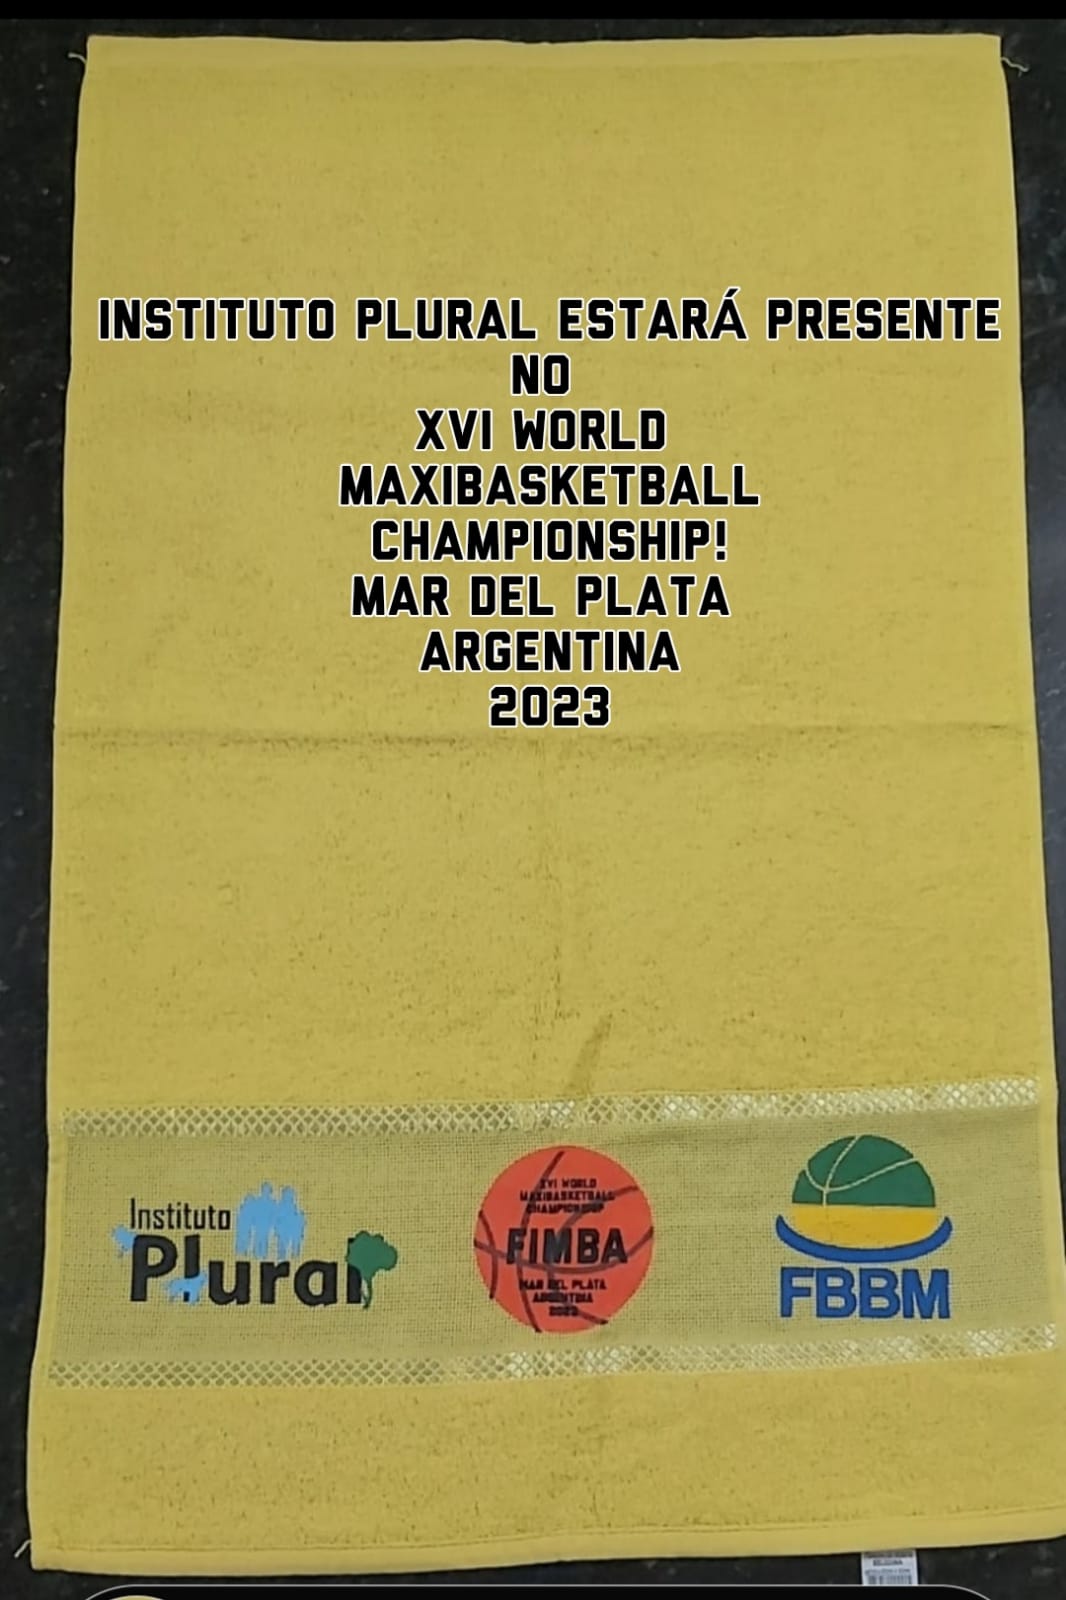 INSTITUTO PLURAL ESTARÁ PRESENTE
NO
XVI WORLD
MAXIBASKETBALL
CHAMPIONSHIP!
MAR DEL PLATA
ARGENTINA
2023
Instituto
Plural
XVI WORLD
MAXIBASKETBALL
CHAMPIONSHIP
FIMBA
MAR DEL PLATA
ARGENTINA
2023
FBBM